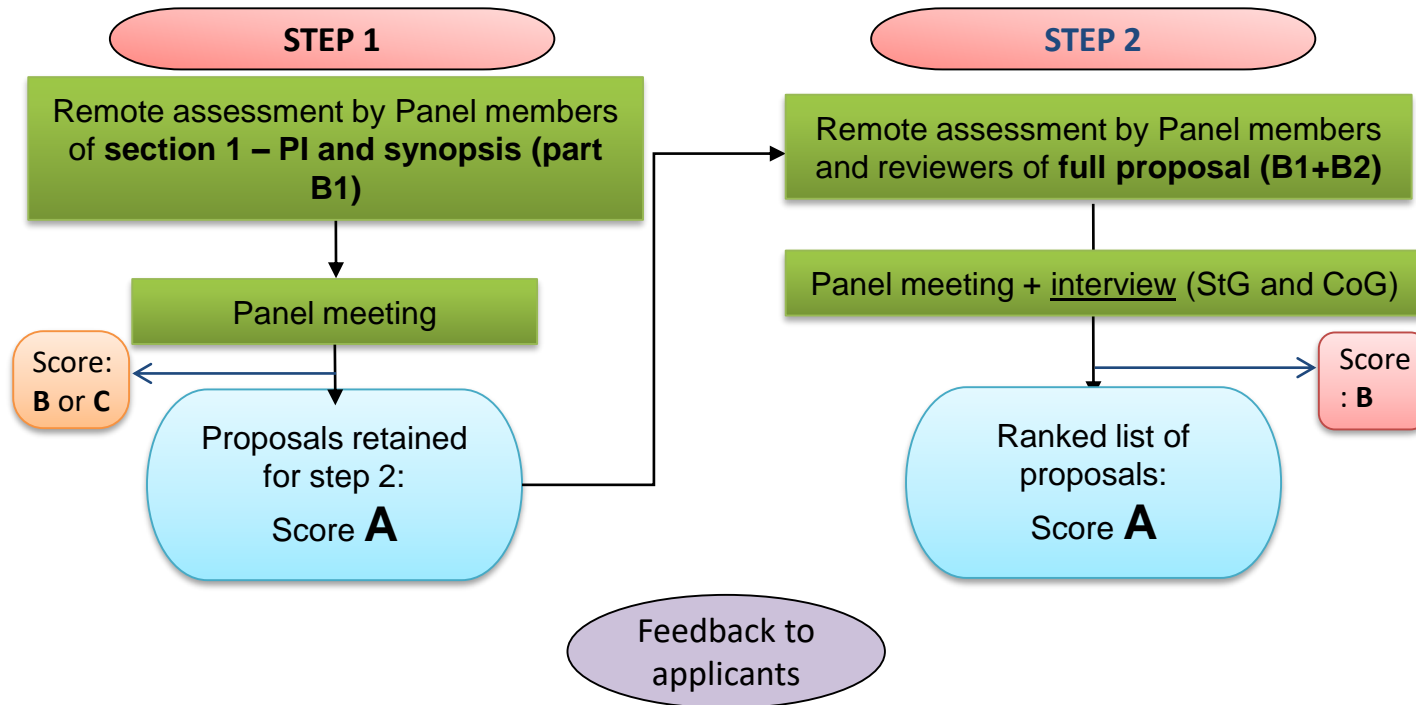 STEP 1
Remote assessment by Panel members
of section 1 – PI and synopsis (part
B1)
Panel meeting
Score:
B or C
Proposals retained
for step 2:
Score A
STEP 2
Remote assessment by Panel members
and reviewers of full proposal (B1+B2)
Panel meeting + interview (StG and CoG)
Score
: B
Ranked list of
proposals:
Score A
Feedback to
applicants